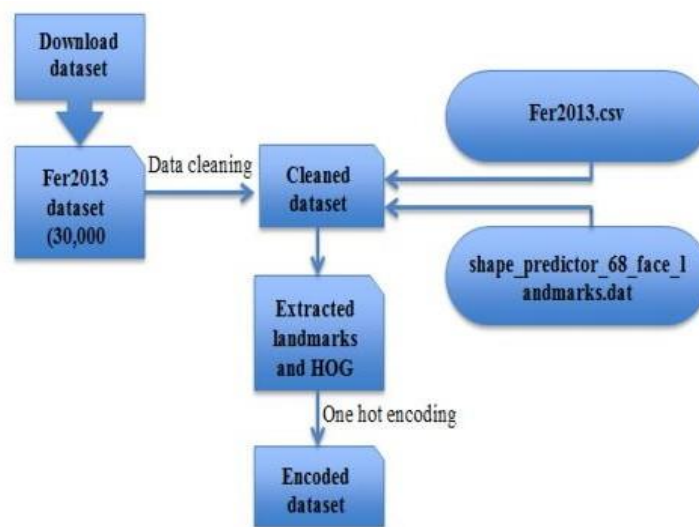 Download
dataset
Fer2013
dataset
(30,000
Data cleaning
Cleaned
dataset
Fer2013.csv
shape_predictor_68_face_l
andmarks.dat
Extracted
landmarks
and HOG
One hot encoding
Encoded
dataset